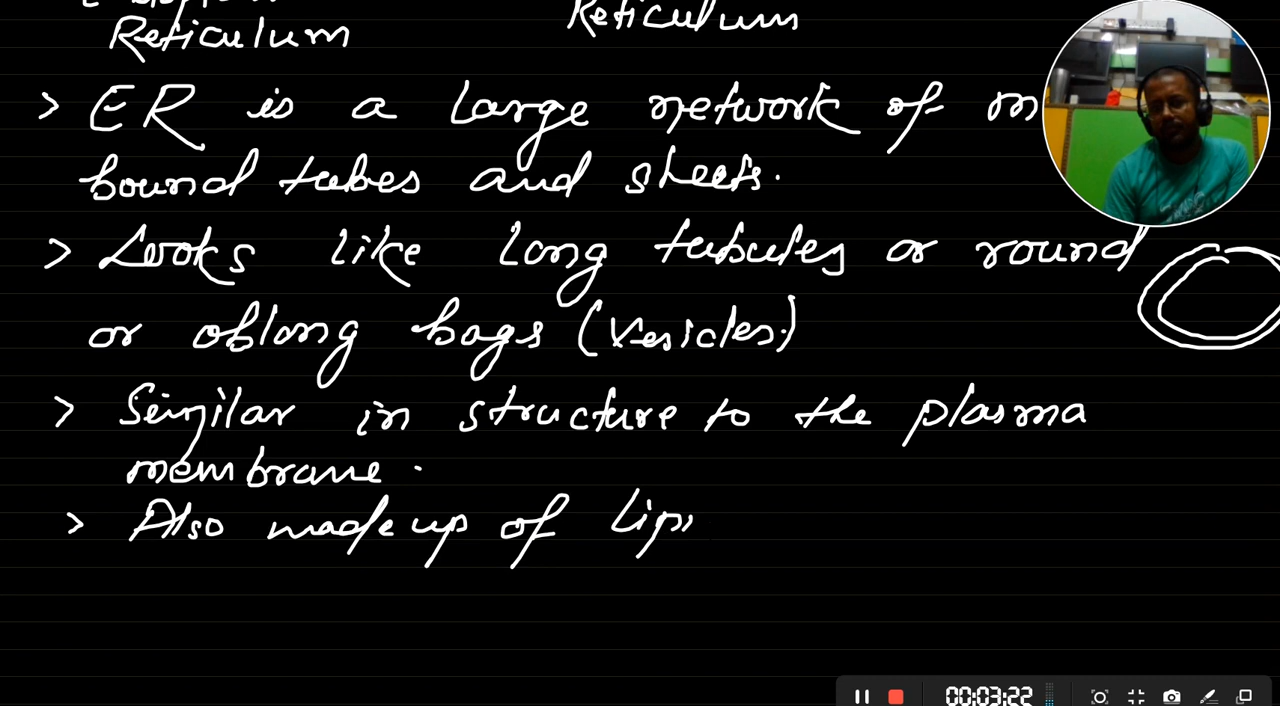 Reticulum Reticulum
> ER is a large network of m
bound tubes and sheets.
> Looks like long tubules or round
or oblong bags (Vesicles)
> Similar in structure to the plasma
membrane.
> Also made up of Lip
00:03:22